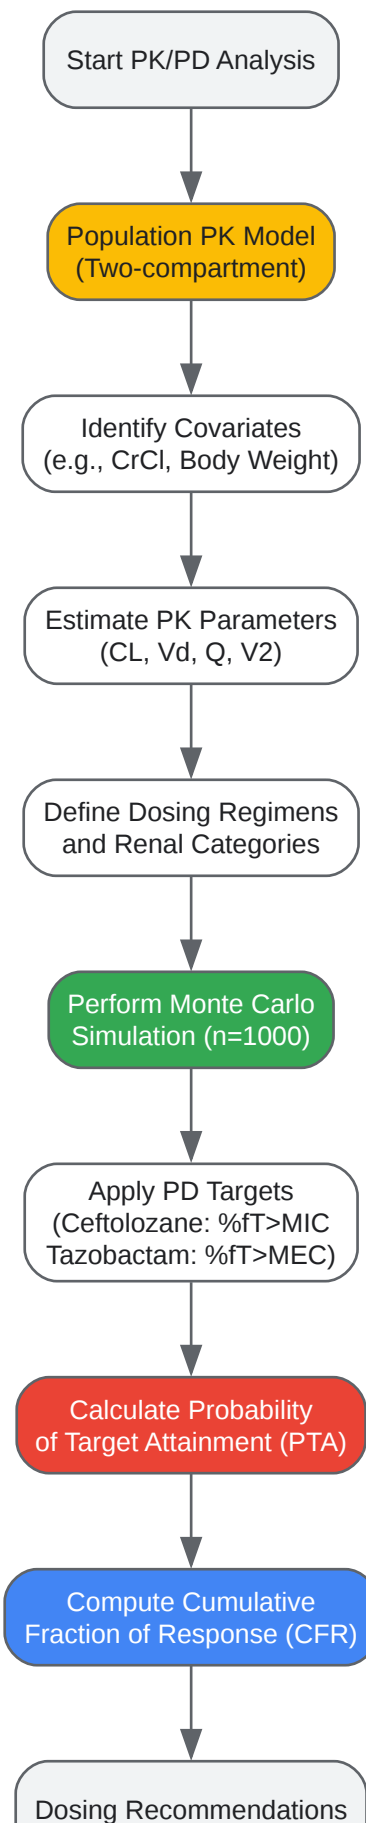 Start PK/PD Analysis
Population PK Model
(Two-compartment)
Identify Covariates
(e.g., CrCl, Body Weight)
Estimate PK Parameters
(CL, Vd, Q, V2)
Define Dosing Regimens
and Renal Categories
Perform Monte Carlo
Simulation (n=1000)
Apply PD Targets
(Ceftolozane: %fT>MIC
Tazobactam: %fT>MEC)
Calculate Probability
of Target Attainment (PTA)
Compute Cumulative
Fraction of Response (CFR)
Dosing Recommendations